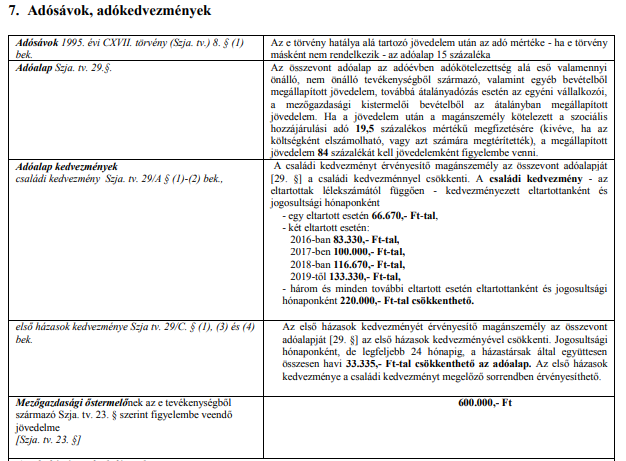 7. Adósávok, adókedvezmények
Adósávok 1995. évi CXVII. törvény (Szja. tv.) 8. § (1)
bek.
Az e törvény hatálya alá tartozó jövedelem után az adó mértéke - ha e törvény
másként nem rendelkezik - az adóalap 15 százaléka
Adóalap Szja. tv. 29.§.
Az összevont adóalap az adóévben adókötelezettség alá eső valamennyi
önálló, nem önálló tevékenységből származó, valamint egyéb bevételből
megállapított jövedelem, továbbá átalányadózás esetén az egyéni vállalkozói,
a mezőgazdasági kistermelői bevételből az átalányban megállapított
jövedelem. Ha a jövedelem után a magánszemély kötelezett a szociális
hozzájárulási adó 19,5 százalékos mértékű megfizetésére (kivéve, ha az
költségként elszámolható, vagy azt számára megtérítették), a megállapított
jövedelem 84 százalékát kell jövedelemként figyelembe venni.
Adóalap kedvezmények
családi kedvezmény Szja. tv. 29/A § (1)-(2) bek.,
A családi kedvezményt érvényesítő magánszemély az összevont adóalapját
[29. §] a családi kedvezménnyel csökkenti. A családi kedvezmény - az
eltartottak lélekszámától függően - kedvezményezett eltartottanként és
jogosultsági hónaponként
- egy eltartott esetén 66.670,- Ft-tal,
- két eltartott esetén:
2016-ban 83.330,- Ft-tal,
2017-ben 100.000,- Ft-tal,
2018-ban 116.670,- Ft-tal,
2019-től 133.330,- Ft-tal,
- három és minden további eltartott esetén eltartottanként és jogosultsági
hónaponként 220.000,- Ft-tal csökkenthető.
első házasok kedvezménye Szja tv. 29/C. § (1), (3) és (4)
bek.
Az első házasok kedvezményét érvényesítő magánszemély az összevont
adóalapját [29. §] az első házasok kedvezményével csökkenti. Jogosultsági
hónaponként, de legfeljebb 24 hónapig, a házastársak által együttesen
összesen havi 33.335,- Ft-tal csökkenthető az adóalap. Az első házasok
kedvezménye a családi kedvezményt megelőző sorrendben érvényesíthető.
Mezőgazdasági őstermelőnek az e tevékenységből
származó Szja. tv. 23. § szerint figyelembe veendő
jövedelme
[Szja. tv. 23. §]
600.000,- Ft